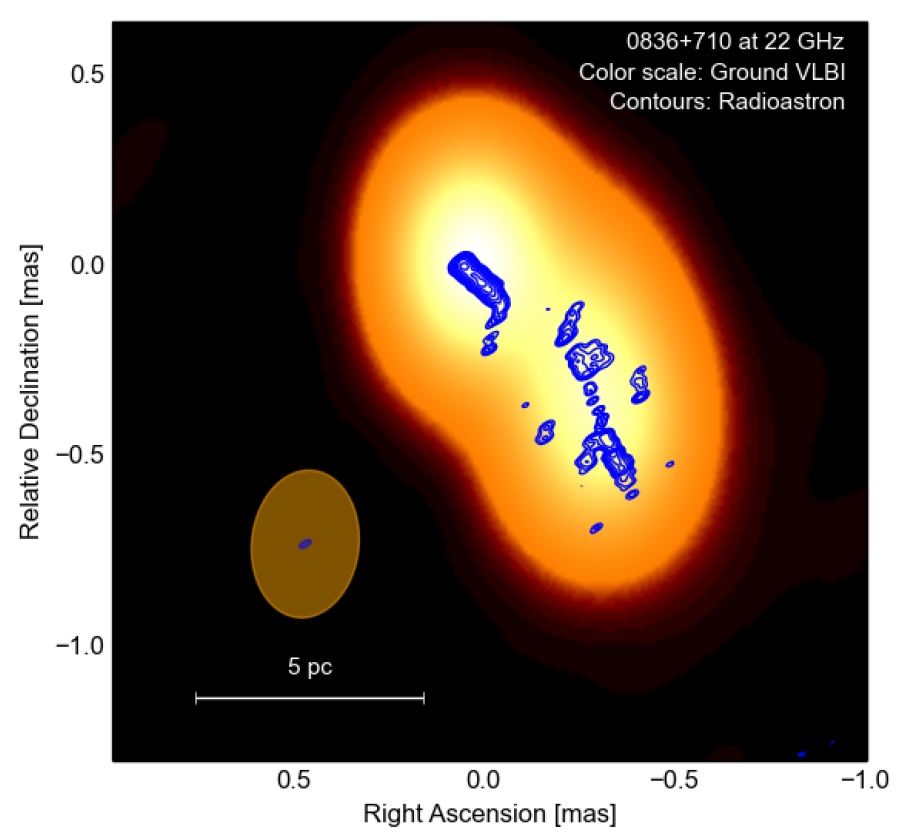 0836+710 at 22 GHz
Color scale: Ground VLBI
Contours: Radioastron
0.5
0.0
−0.5
−1.0
Relative Declination [mas]
5 pc
0.5
0.0
−0.5
−1.0
Right Ascension [mas]